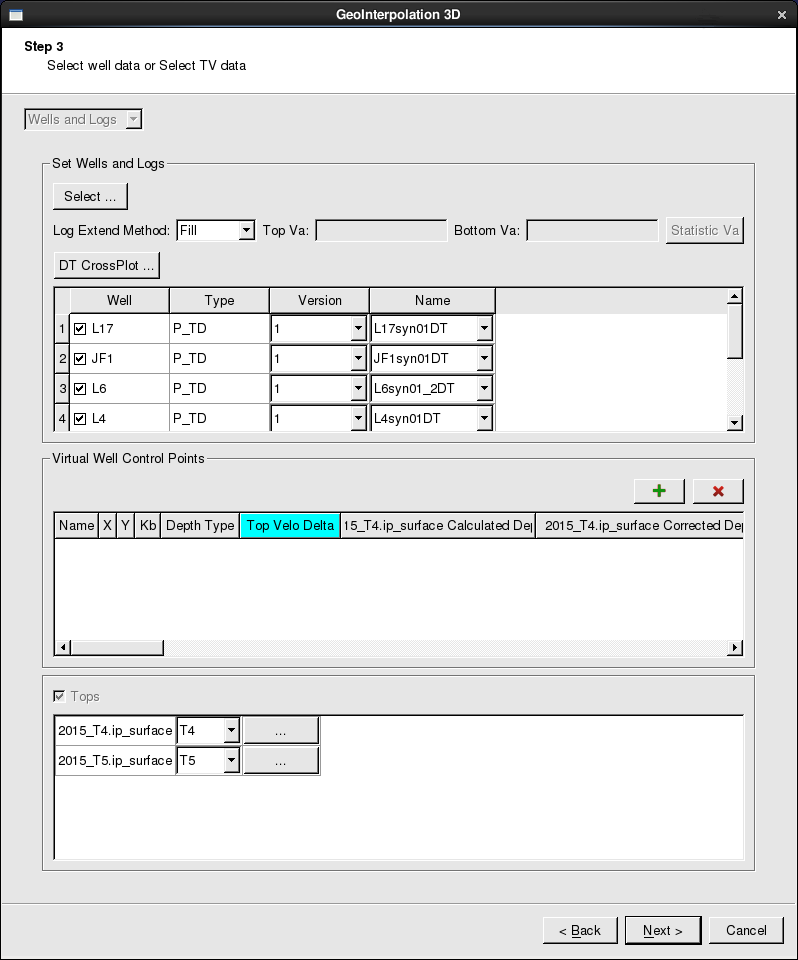 GeoInterpolation 3D
Step 3
Select well data or Select TV data
Wells and Logs
Set Wells and Logs
Select ...
Log Extend Method: Fill Top Va: Bottom Va: Statistic Va
DT CrossPlot ...
Well Type Version Name
1 L17 P_TD 1 L17syn01DT
2 JF1 P_TD 1 JF1syn01DT
3 L6 P_TD 1 L6syn01_2DT
4 L4 P_TD 1 L4syn01DT
Virtual Well Control Points
Name X Y Kb Depth Type Top Velo Delta 15_T4.ip_surface Calculated Dep 2015_T4.ip_surface Corrected Dep
Tops
2015_T4.ip_surface T4 ...
2015_T5.ip_surface T5 ...
< Back Next > Cancel